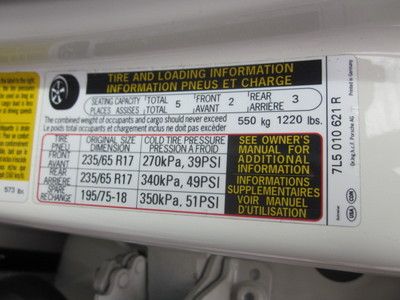 TIRE AND LOADING INFORMATION
INFORMATION PNEUS ET CHARGE
SEATING CAPACITY TOTAL 5 FRONT 2 REAR 3
PLACES ASSISES TOTAL AVANT ARRIÈRE
The combined weight of occupants and cargo should never exceed 550 kg 1220 lbs.
Le poids total des occupants et chargement inclus ne doit pas excéder
TIRE ORIGINAL SIZE COLD TIRE PRESSURE
PNEU DIMENSION PRESSION A FROID
FRONT 235/65 R17 270kPa, 39PSI
AVANT
REAR 235/65 R17 340kPa, 49PSI
ARRIÈRE
SPARE 195/75-18 350kPa, 51PSI
RECHANGE
SEE OWNER'S
MANUAL FOR
ADDITIONAL
INFORMATION
INFORMATIONS
SUPPLEMENTAIRES
VOIR MANUEL
D'UTILISATION
7L5 010 621 R
Printed in Germany
573 lbs.